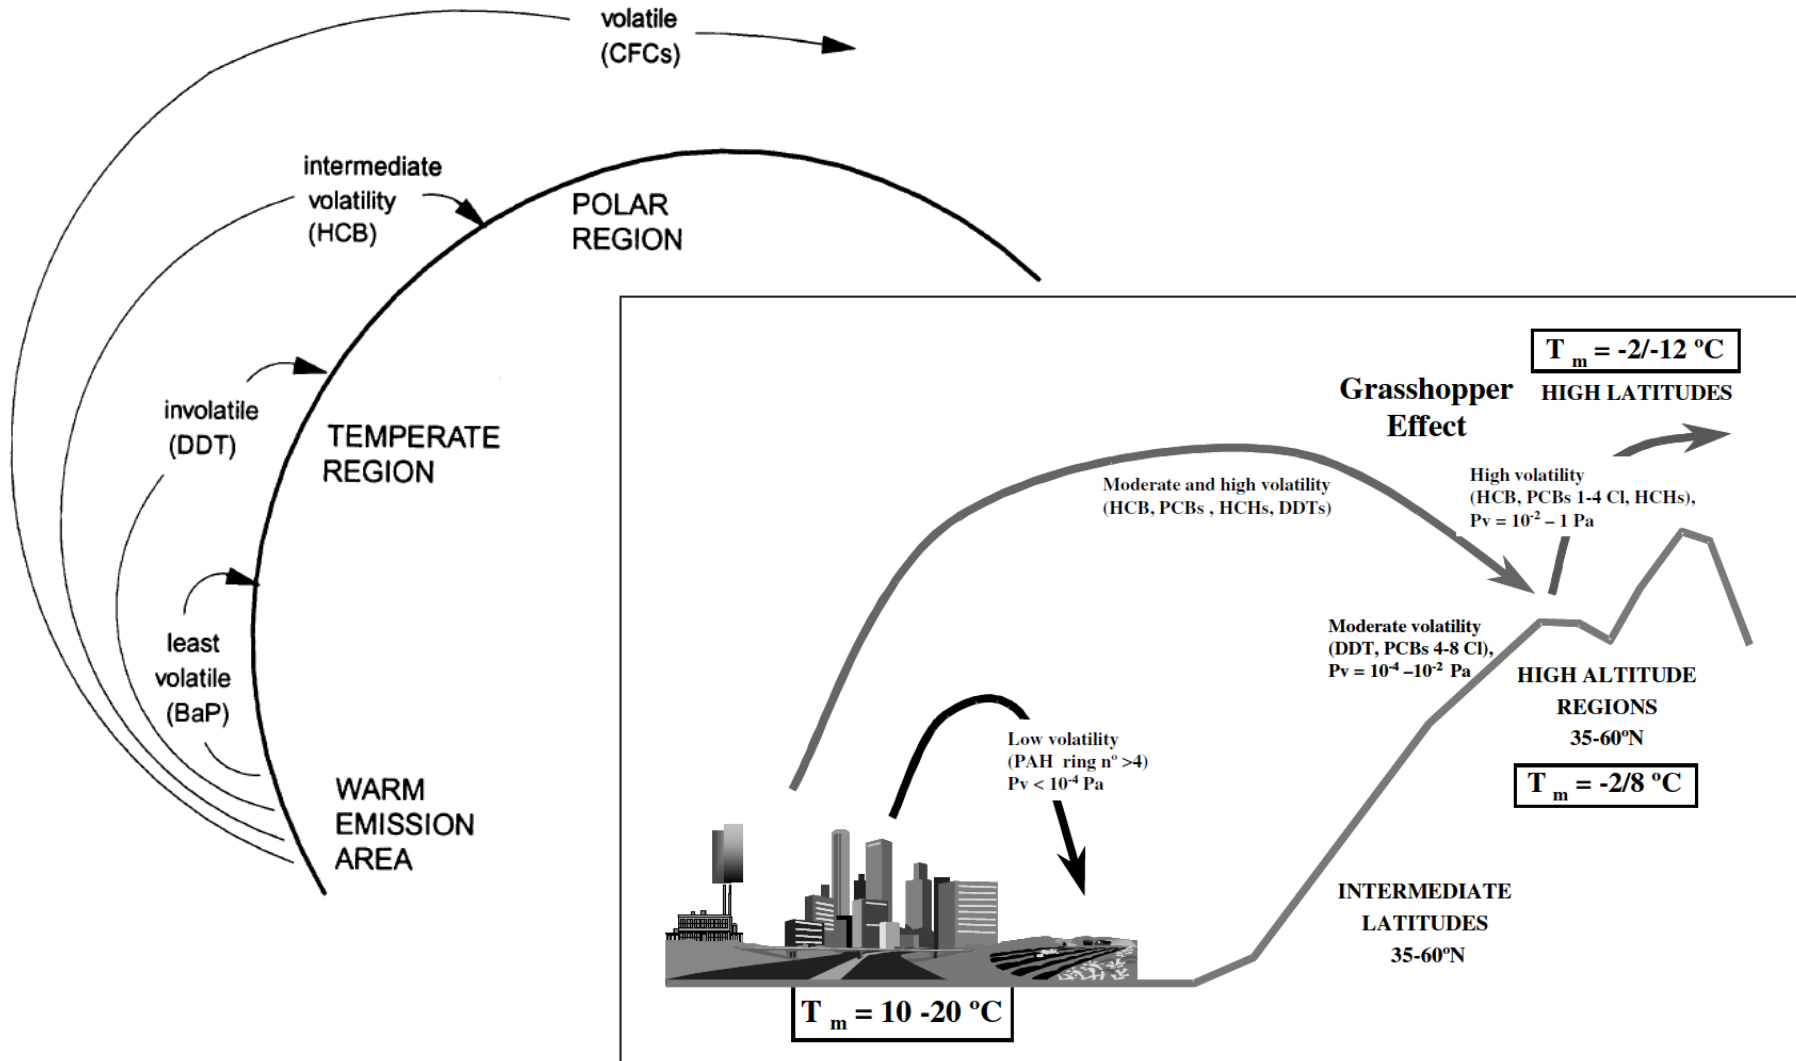 volatile
(CFCs)
intermediate
volatility
(HCB)
POLAR
REGION
involatile
(DDT)
TEMPERATE
REGION
least
volatile
(BaP)
WARM
EMISSION
AREA
T m = -2/-12 ºC
HIGH LATITUDES
Grasshopper
Effect
High volatility
(HCB, PCBs 1-4 Cl, HCHs),
Pv = 10⁻² – 1 Pa
Moderate and high volatility
(HCB, PCBs , HCHs, DDTs)
Moderate volatility
(DDT, PCBs 4-8 Cl),
Pv = 10⁻⁴ –10⁻² Pa
HIGH ALTITUDE
REGIONS
35-60ºN
T m = -2/8 ºC
Low volatility
(PAH ring nº >4)
Pv < 10⁻⁴ Pa
INTERMEDIATE
LATITUDES
35-60ºN
T m = 10 -20 ºC